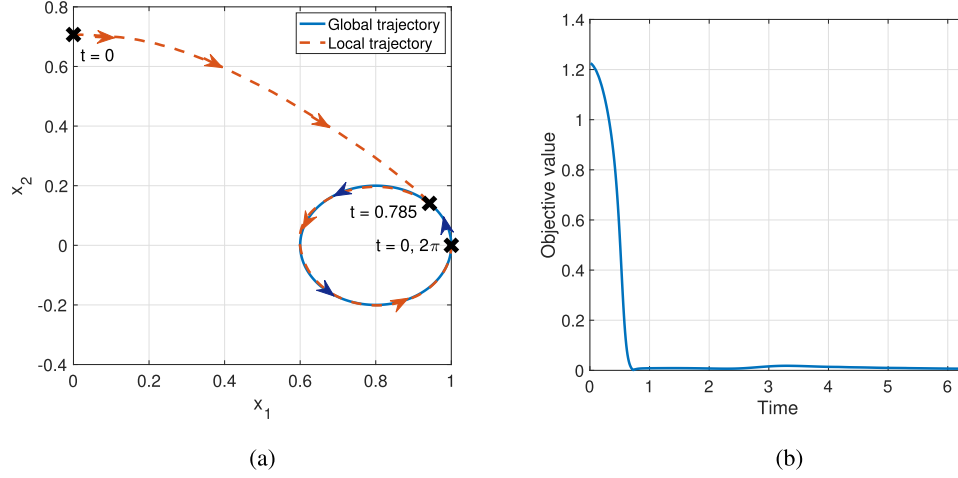 0.8
0.6
0.4
0.2
0
-0.2
-0.4
x2
Global trajectory
Local trajectory
t = 0
t = 0.785
t = 0, 2π
0 0.2 0.4 0.6 0.8 1
x1
(a)
1.4
1.2
1
0.8
0.6
0.4
0.2
0
Objective value
0 1 2 3 4 5 6
Time
(b)